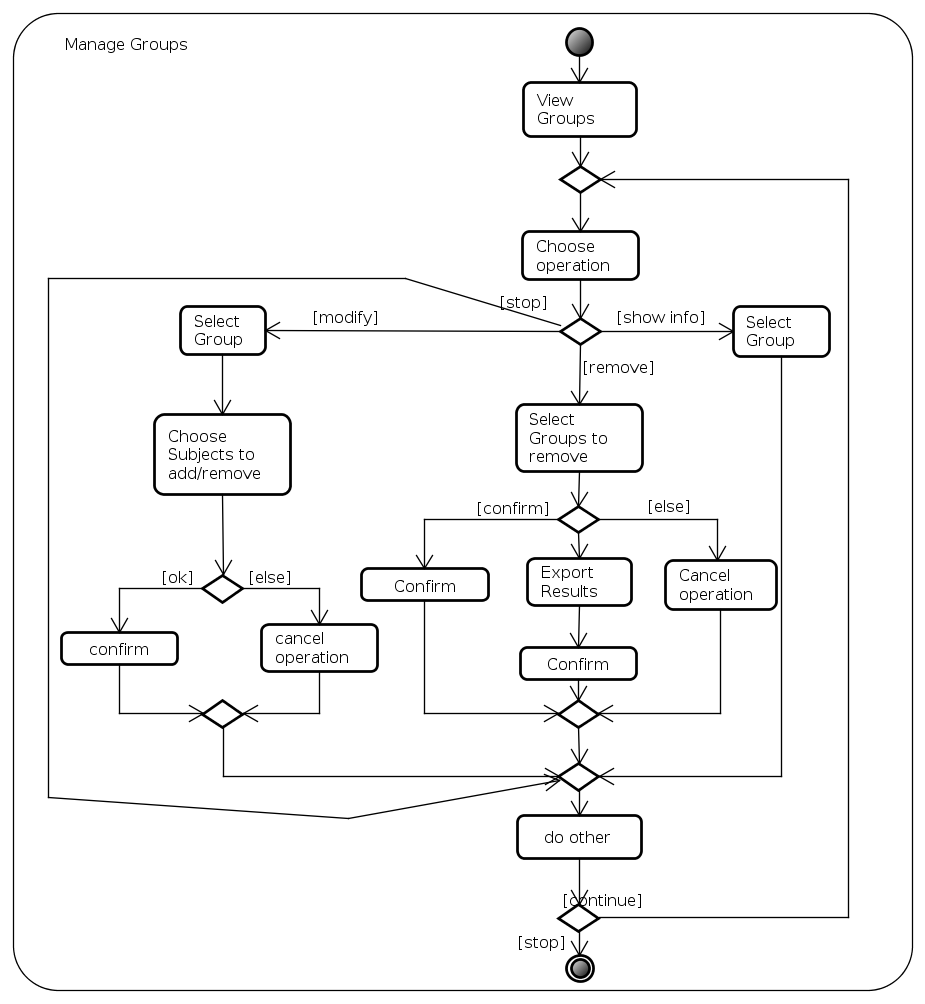 Manage Groups
View
Groups
Choose
operation
[stop]
[modify]
[show info]
Select
Group
Select
Group
[remove]
Select
Groups to
remove
Choose
Subjects to
add/remove
[confirm]
[else]
[ok]
[else]
Confirm
Export
Results
Cancel
operation
confirm
cancel
operation
Confirm
do other
[continue]
[stop]